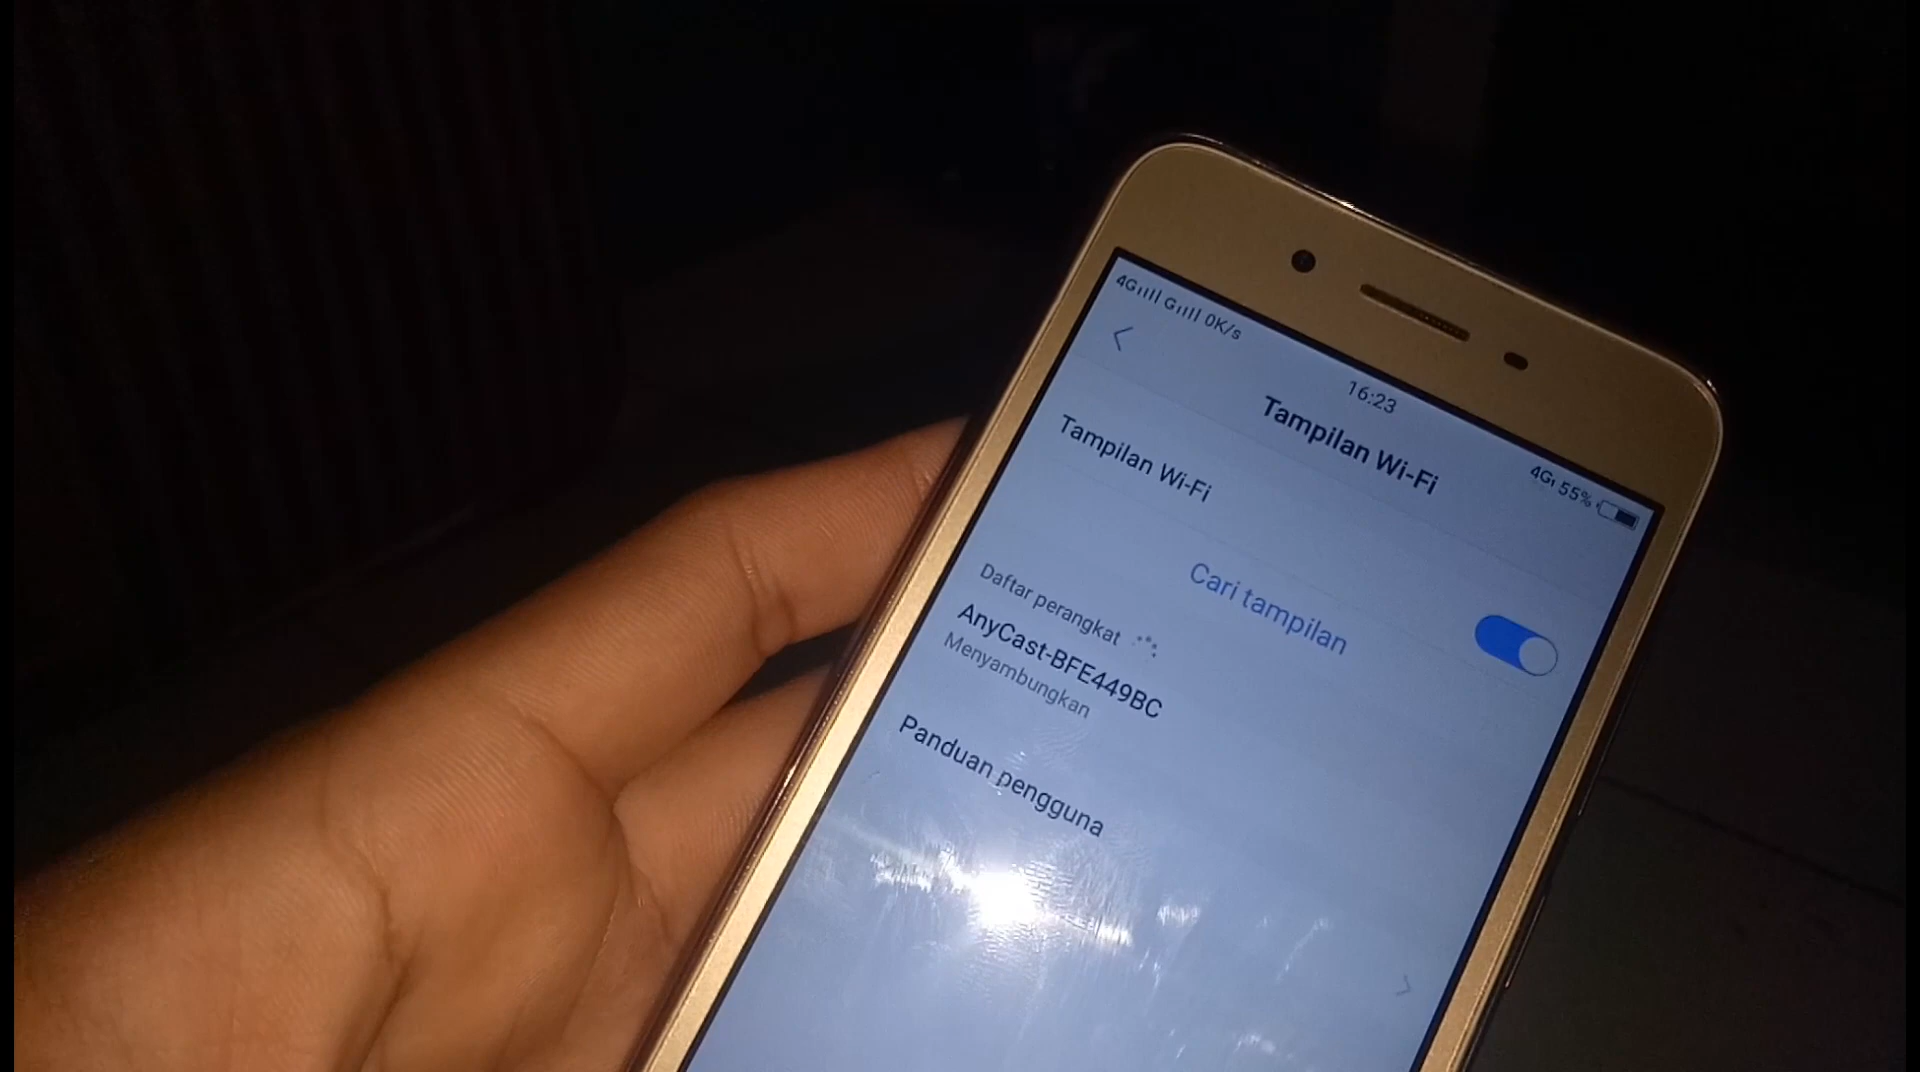 4G G 0K/s
16:23
4G 55%
Tampilan Wi-Fi
Tampilan Wi-Fi
Cari tampilan
Daftar perangkat
AnyCast-BFE449BC
Menyambungkan
Panduan pengguna